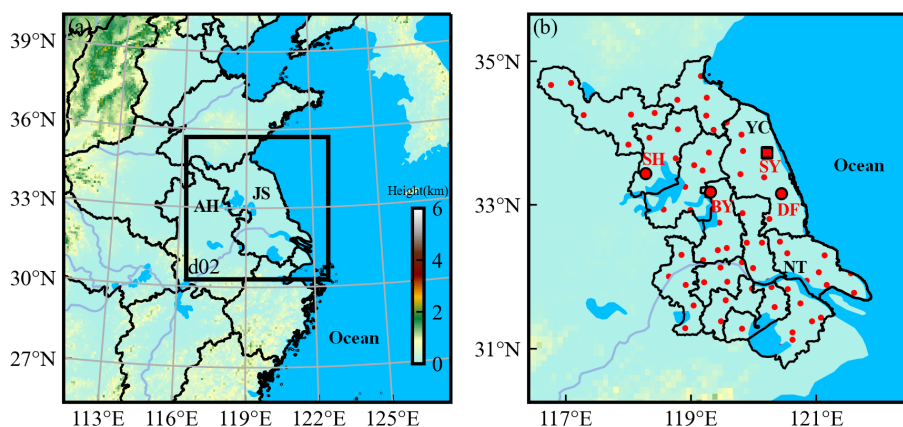 (a)
39°N
36°N
33°N
30°N
27°N
113°E
116°E
119°E
122°E
125°E
AH
JS
d02
Ocean
Height(km)
6
4
2
0
(b)
35°N
33°N
31°N
117°E
119°E
121°E
YC
SH
SY
BY
DF
NT
Ocean